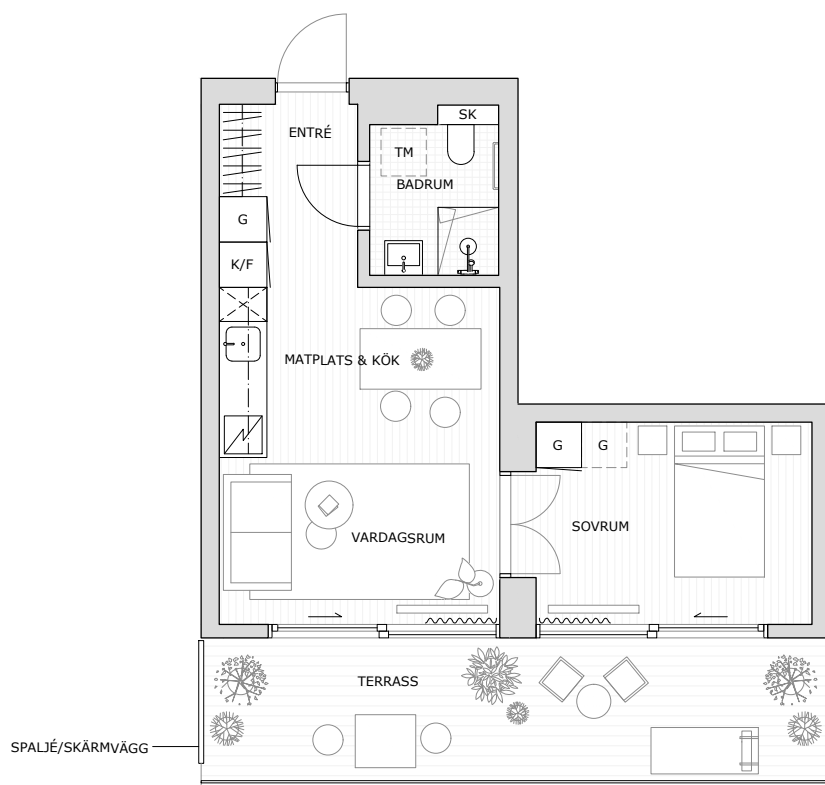 SK
ENTRÉ
TM
BADRUM
G
K/F
MATPLATS & KÖK
G G
SOVRUM
VARDAGSRUM
TERRASS
SPALJÉ/SKÄRMVÄGG